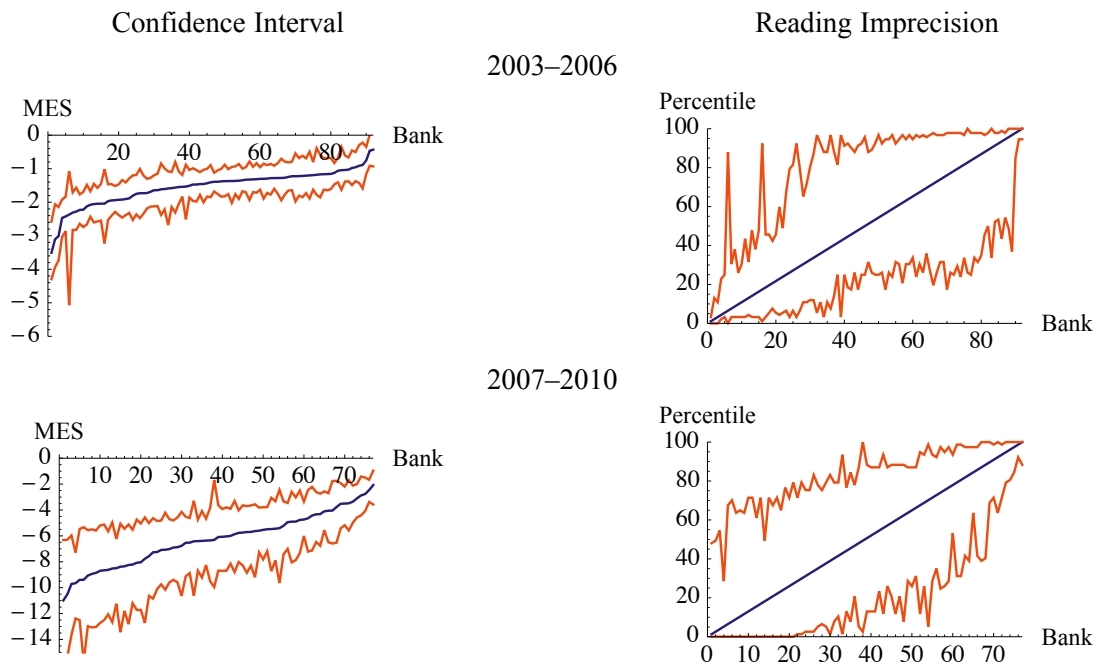 Confidence Interval Reading Imprecision
2003–2006
MES
Percentile
0
−1
−2
−3
−4
−5
−6
20 40 60 80
Bank
100
80
60
40
20
0
0 20 40 60 80
Bank
2007–2010
MES
Percentile
0
−2
−4
−6
−8
−10
−12
−14
10 20 30 40 50 60 70
Bank
100
80
60
40
20
0
0 10 20 30 40 50 60 70
Bank